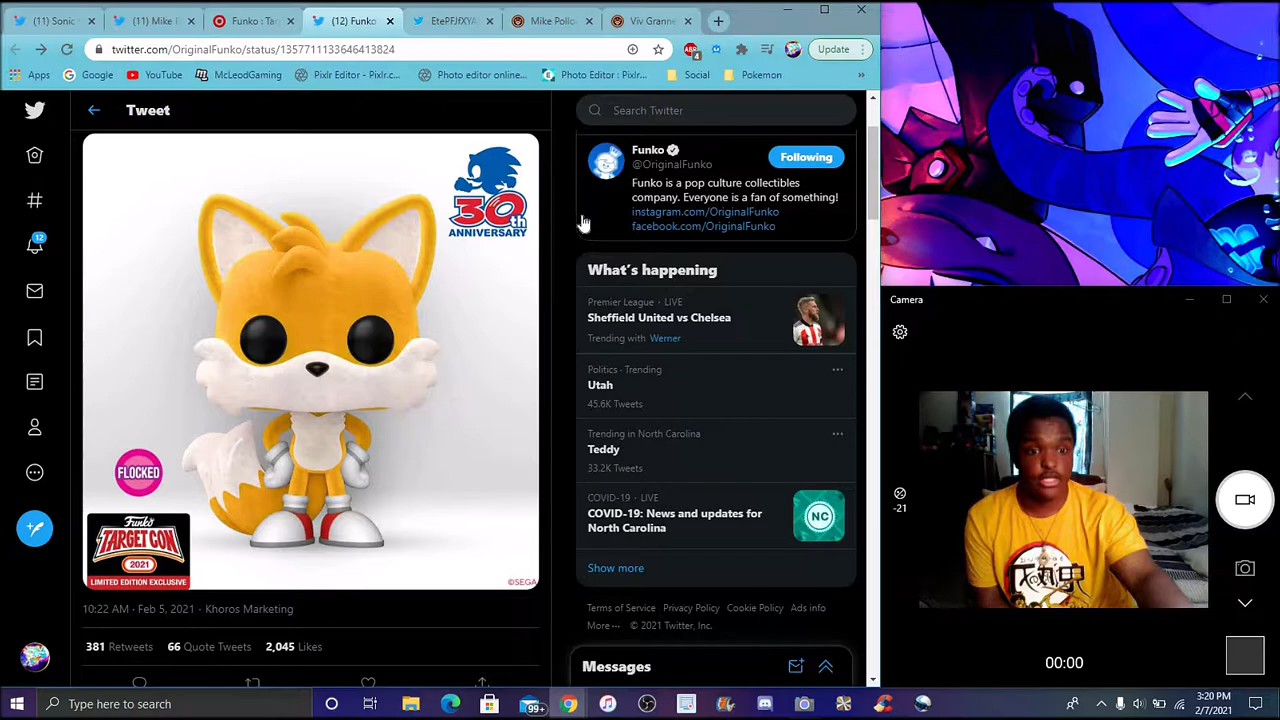 (11) Sonic
(11) Mike
Funko : Tar
(12) Funko
EtePFJfXYA
Mike Pollo
Viv Granne
twitter.com/OriginalFunko/status/1357711133646413824
4
Update
Apps
Google
YouTube
McLeodGaming
Pixlr Editor - Pixlr.c...
Photo editor online...
Photo Editor : Pixlr...
Social
Pokemon
»
Tweet
Search Twitter
30th
ANNIVERSARY
FLOCKED
Funko
TARGET CON
2021
LIMITED EDITION EXCLUSIVE
©SEGA
10:22 AM · Feb 5, 2021 · Khoros Marketing
381 Retweets 66 Quote Tweets 2,045 Likes
12
Funko
@OriginalFunko
Following
Funko is a pop culture collectibles
company. Everyone is a fan of something!
instagram.com/OriginalFunko
facebook.com/OriginalFunko
What's happening
Premier League · LIVE
Sheffield United vs Chelsea
Trending with Werner
Politics · Trending
Utah
45.6K Tweets
Trending in North Carolina
Teddy
33.2K Tweets
COVID-19 · LIVE
COVID-19: News and updates for
North Carolina
NC
Show more
Terms of Service Privacy Policy Cookie Policy Ads info
More ··· © 2021 Twitter, Inc.
Messages
Camera
-21
00:00
Type here to search
99+
3:20 PM
2/7/2021